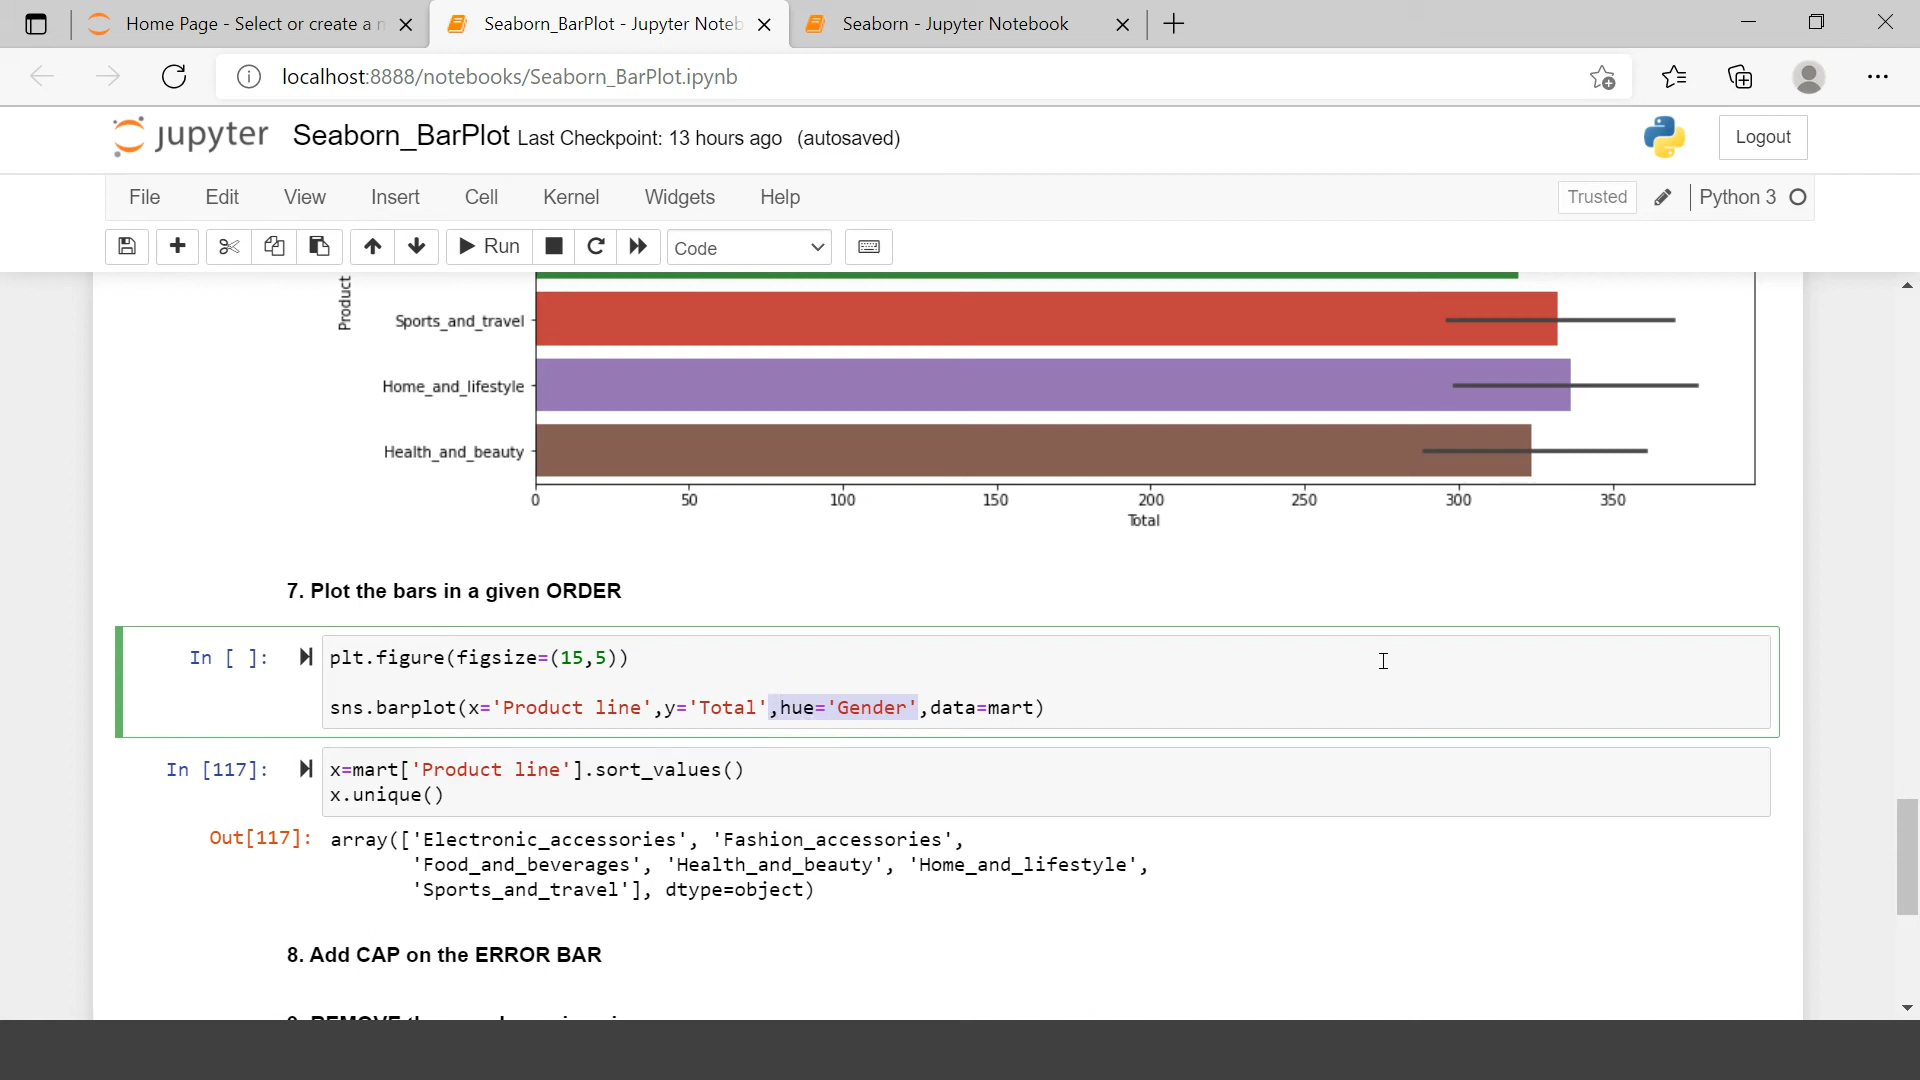 Home Page - Select or create a n
Seaborn_BarPlot - Jupyter Noteb
Seaborn - Jupyter Notebook
localhost:8888/notebooks/Seaborn_BarPlot.ipynb
jupyter Seaborn_BarPlot Last Checkpoint: 13 hours ago (autosaved)
Logout
File Edit View Insert Cell Kernel Widgets Help
Trusted Python 3
Run Code
Product
Sports_and_travel
Home_and_lifestyle
Health_and_beauty
0 50 100 150 200 250 300 350
Total
7. Plot the bars in a given ORDER
In [ ]: plt.figure(figsize=(15,5))
sns.barplot(x='Product line',y='Total',hue='Gender',data=mart)
In [117]: x=mart['Product line'].sort_values()
x.unique()
Out[117]: array(['Electronic_accessories', 'Fashion_accessories',
'Food_and_beverages', 'Health_and_beauty', 'Home_and_lifestyle',
'Sports_and_travel'], dtype=object)
8. Add CAP on the ERROR BAR